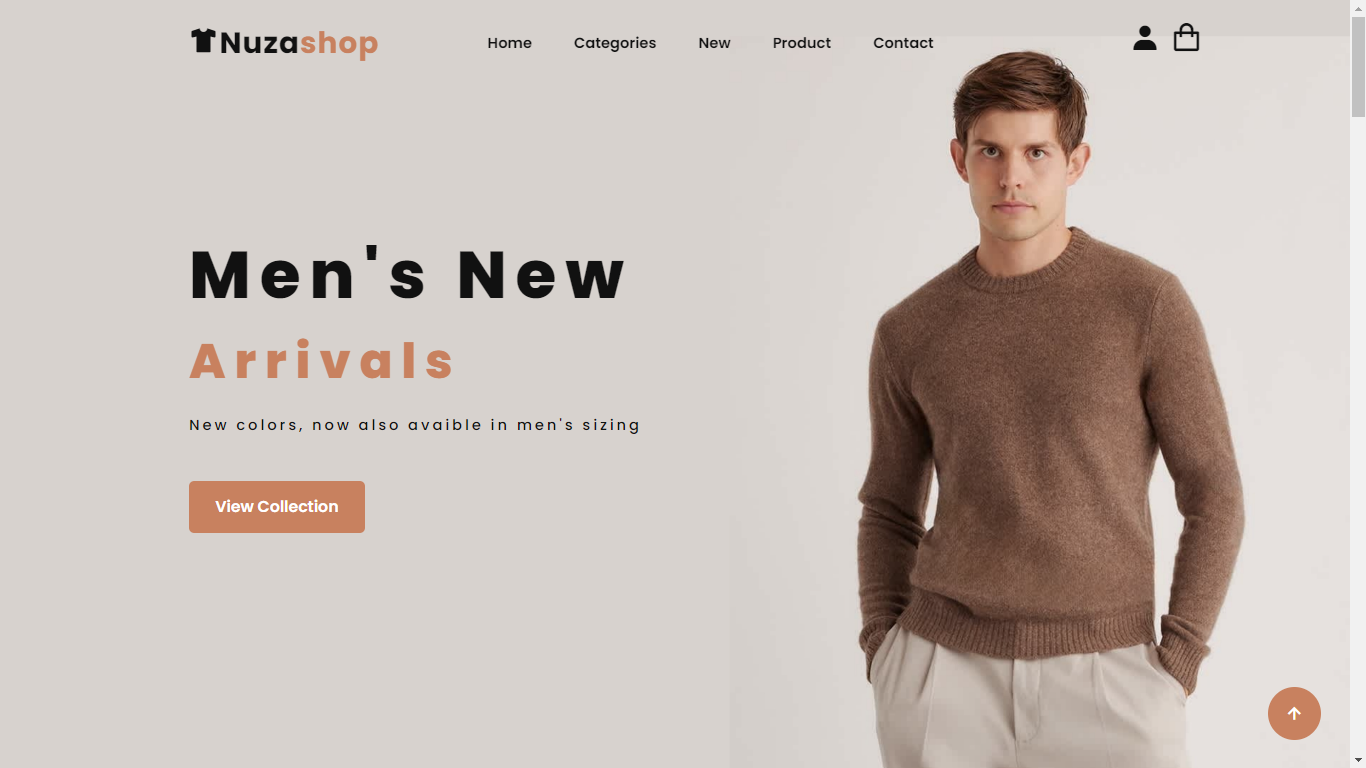 Nuzashop
Home Categories New Product Contact
Men's New
Arrivals
New colors, now also avaible in men's sizing
View Collection